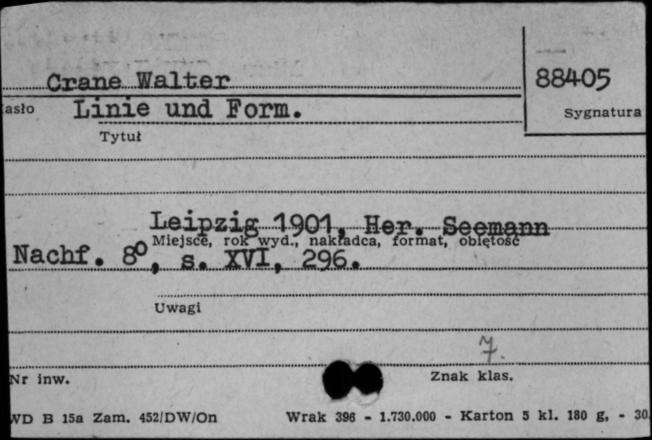 Crane Walter
88405
asło
Linie und Form.
Sygnatura
Tytuł
Leipzig 1901, Her. Seemann
Miejsce, rok wyd., nakładca, format, objętość
Nachf. 8º, s. XVI, 296.
Uwagi
7.
Nr inw.
Znak klas.
WD B 15a Zam. 452/DW/On
Wrak 396 - 1.730.000 - Karton 5 kl. 180 g, - 30.